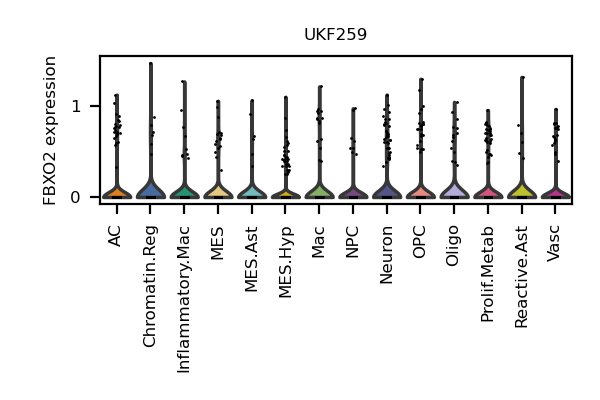 UKF259
FBXO2 expression
1
0
AC
Chromatin.Reg
Inflammatory.Mac
MES
MES.Ast
MES.Hyp
Mac
NPC
Neuron
OPC
Oligo
Prolif.Metab
Reactive.Ast
Vasc